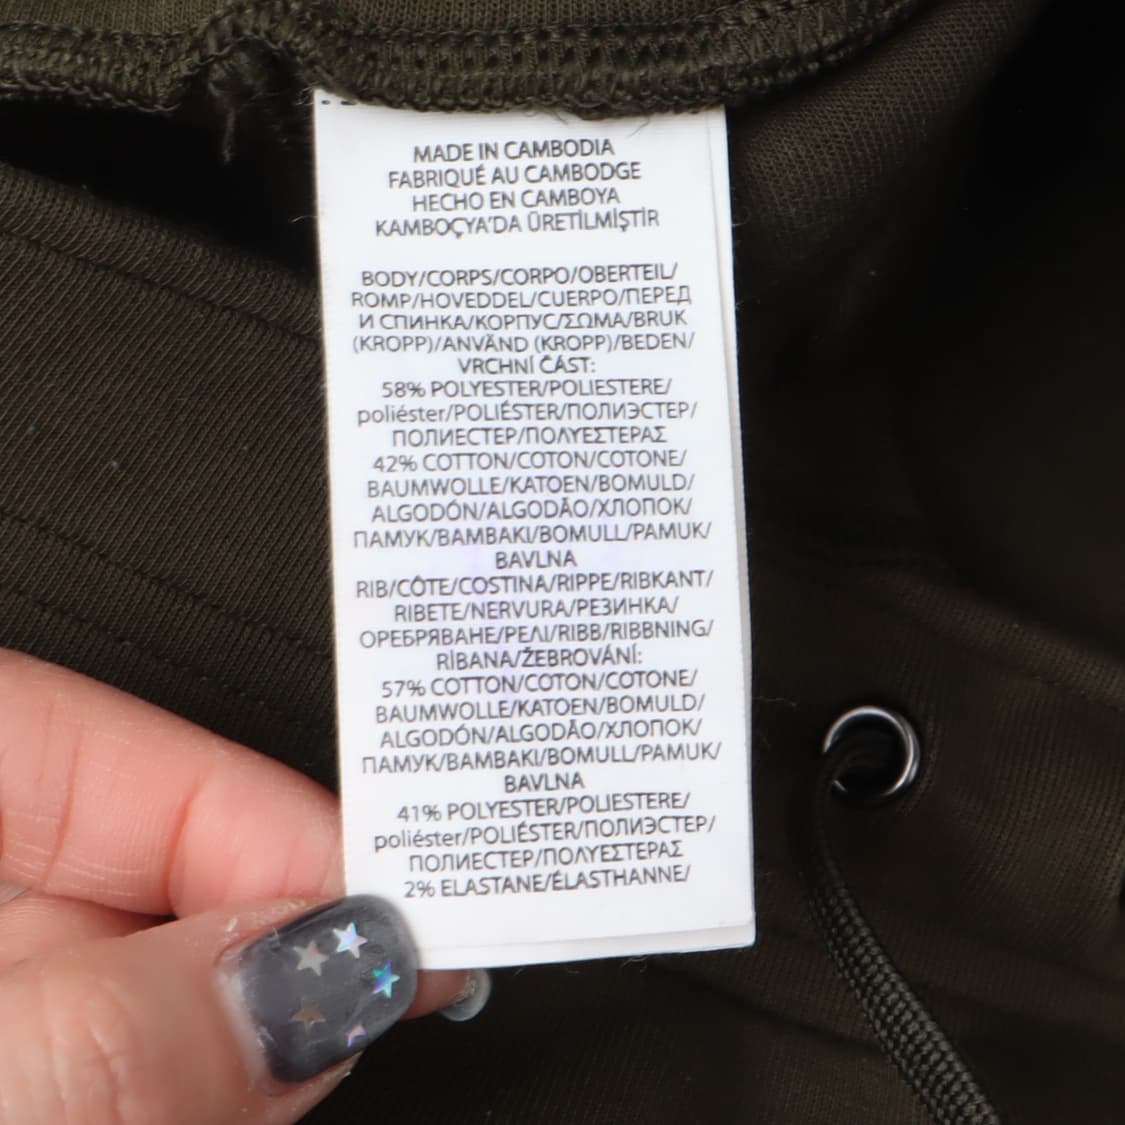 MADE IN CAMBODIA
FABRIQUÉ AU CAMBODGE
HECHO EN CAMBOYA
KAMBOÇYA'DA ÜRETİLMİŞTİR
BODY/CORPS/CORPO/OBERTEIL/
ROMP/HOVEDDEL/CUERPO/ПЕРЕД
И СПИНКА/КОРПУС/ΣΩΜΑ/BRUK
(KROPP)/ANVÄND (KROPP)/BEDEN/
VRCHNÍ ČÁST:
58% POLYESTER/POLIESTERE/
poliéster/POLIÉSTER/ПОЛИЭСТЕР/
ПОЛИЕСТЕР/ΠΟΛΥΕΣΤΕΡΑΣ
42% COTTON/COTON/COTONE/
BAUMWOLLE/KATOEN/BOMULD/
ALGODÓN/ALGODÃO/ХЛОПОК/
ПАМУК/BAMBAKI/BOMULL/PAMUK/
BAVLNA
RIB/CÔTE/COSTINA/RIPPE/RIBKANT/
RIBETE/NERVURA/РЕЗИНКА/
ОРЕБРЯВАНЕ/ΡΕΛΙ/RIBB/RIBBNING/
RİBANA/ŽEBROVÁNÍ:
57% COTTON/COTON/COTONE/
BAUMWOLLE/KATOEN/BOMULD/
ALGODÓN/ALGODÃO/ХЛОПОК/
ПАМУК/BAMBAKI/BOMULL/PAMUK/
BAVLNA
41% POLYESTER/POLIESTERE/
poliéster/POLIÉSTER/ПОЛИЭСТЕР/
ПОЛИЕСТЕР/ΠΟΛΥΕΣΤΕΡΑΣ
2% ELASTANE/ÉLASTHANNE/